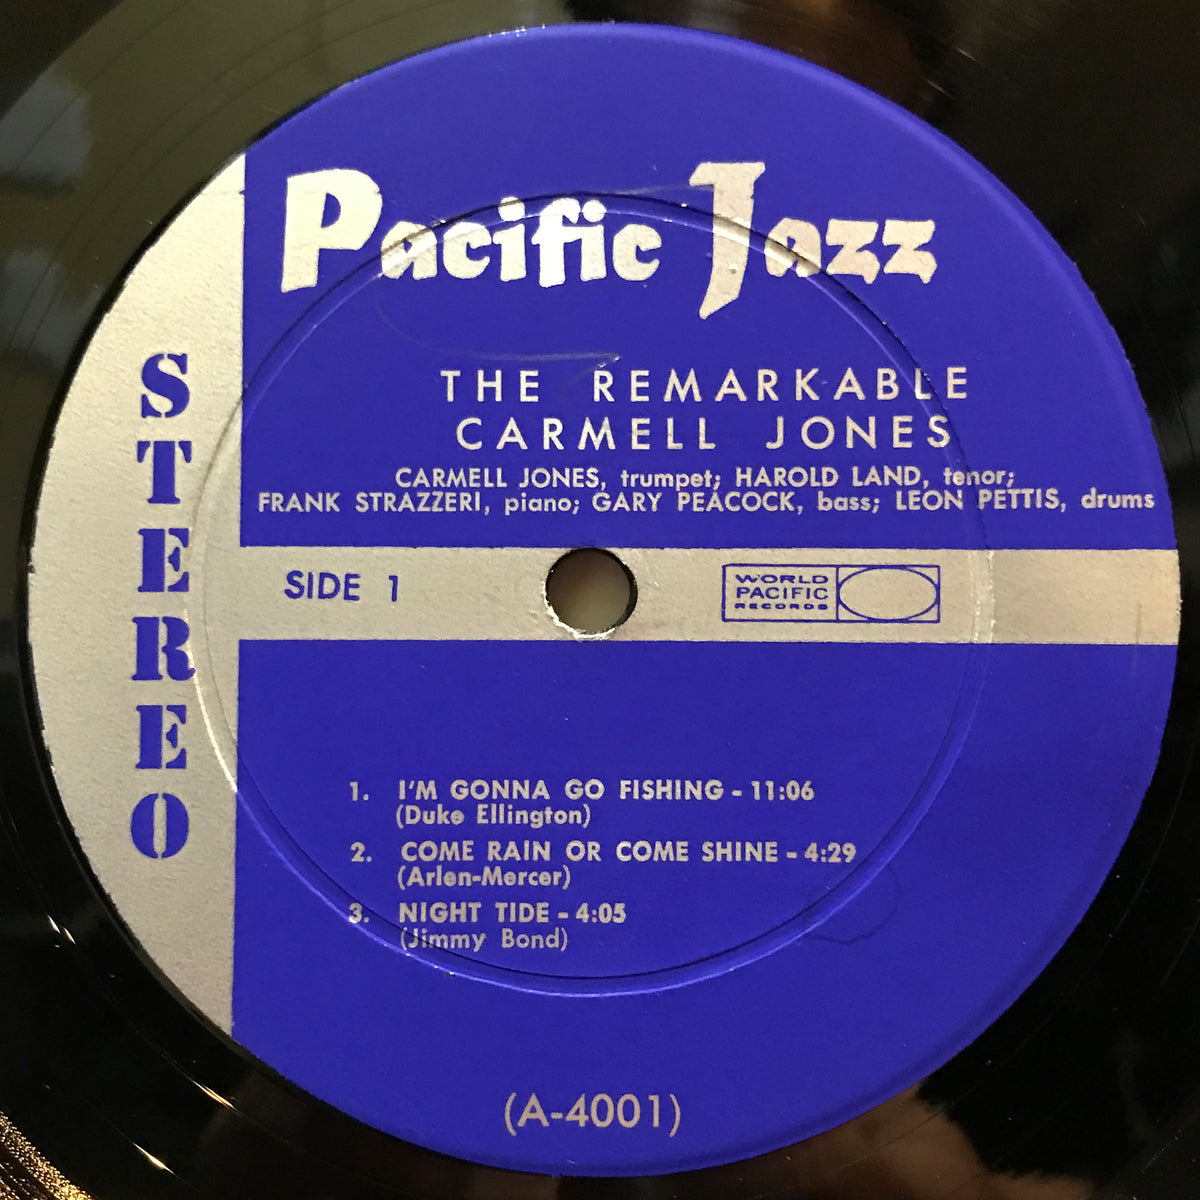 Pacific Jazz
STEREO
THE REMARKABLE
CARMELL JONES
CARMELL JONES, trumpet; HAROLD LAND, tenor;
FRANK STRAZZERI, piano; GARY PEACOCK, bass; LEON PETTIS, drums
SIDE 1
WORLD
PACIFIC
RECORDS
1. I'M GONNA GO FISHING - 11:06
(Duke Ellington)
2. COME RAIN OR COME SHINE - 4:29
(Arlen-Mercer)
3. NIGHT TIDE - 4:05
(Jimmy Bond)
(A-4001)